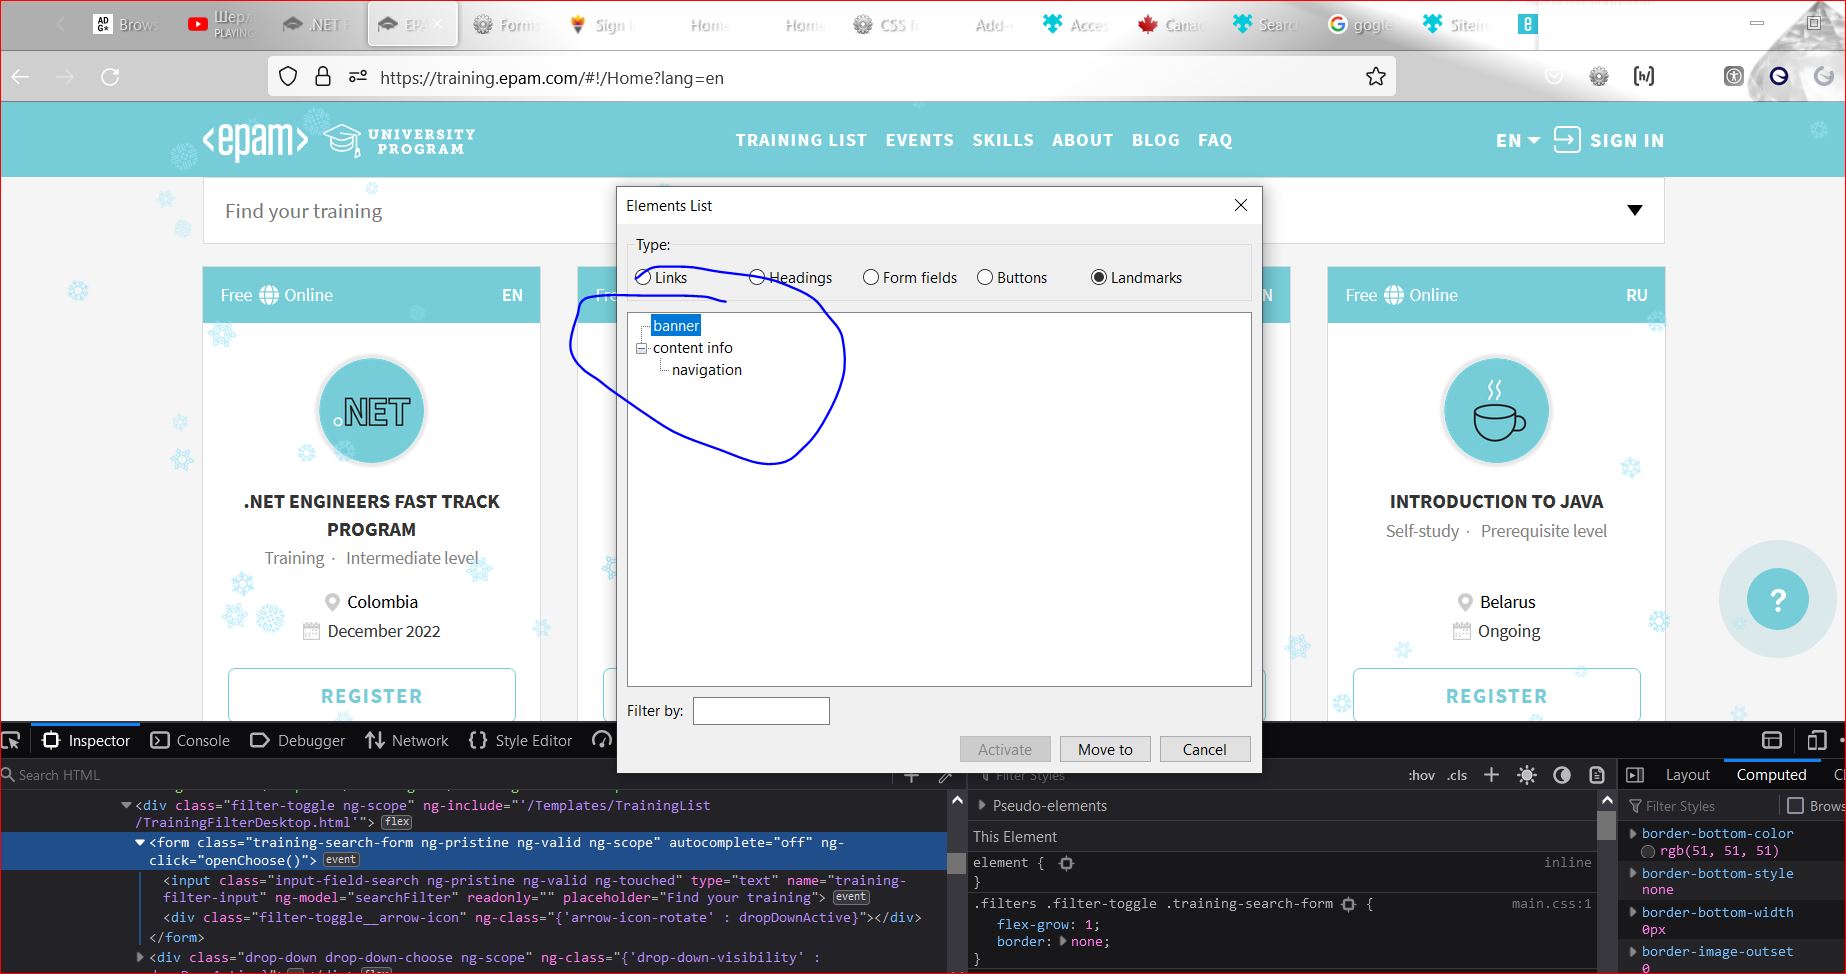 AD
G*
Brows
Шерл
PLAYING
.NET F
EPA
Forms
Sign i
Home
Home
CSS f
Add-
Acces
Cana
Searc
gogle
Sitein
https://training.epam.com/#!/Home?lang=en
<epam> UNIVERSITY
PROGRAM
TRAINING LIST EVENTS SKILLS ABOUT BLOG FAQ
EN SIGN IN
Find your training
Elements List
Type:
Links Headings Form fields Buttons Landmarks
banner
content info
navigation
Filter by:
Activate Move to Cancel
Free Online EN
.NET
.NET ENGINEERS FAST TRACK
PROGRAM
Training · Intermediate level
Colombia
December 2022
REGISTER
Fre
N
Free Online RU
INTRODUCTION TO JAVA
Self-study · Prerequisite level
Belarus
Ongoing
REGISTER
?
Inspector Console Debugger Network Style Editor
Search HTML
<div class="filter-toggle ng-scope" ng-include="'/Templates/TrainingList
/TrainingFilterDesktop.html'"> flex
<form class="training-search-form ng-pristine ng-valid ng-scope" autocomplete="off" ng-
click="openChoose()"> event
<input class="input-field-search ng-pristine ng-valid ng-touched" type="text" name="training-
filter-input" ng-model="searchFilter" readonly="" placeholder="Find your training"> event
<div class="filter-toggle__arrow-icon" ng-class="{'arrow-icon-rotate' : dropDownActive}"></div>
</form>
<div class="drop-down drop-down-choose ng-scope" ng-class="{'drop-down-visibility' :
Filter Styles
:hov .cls
Pseudo-elements
This Element
element { inline
}
.filters .filter-toggle .training-search-form { main.css:1
flex-grow: 1;
border: none;
}
Layout Computed
Filter Styles Brows
border-bottom-color
rgb(51, 51, 51)
border-bottom-style
none
border-bottom-width
0px
border-image-outset
0